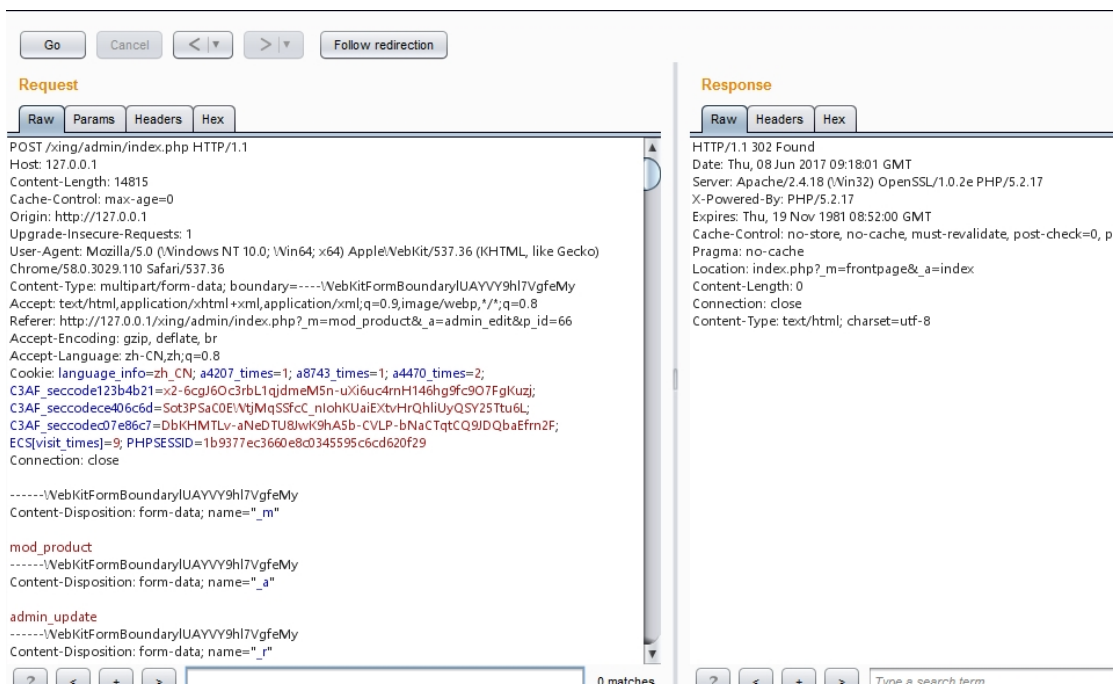 Go
Cancel
<
>
Follow redirection
Request
Raw
Params
Headers
Hex
POST /xing/admin/index.php HTTP/1.1
Host: 127.0.0.1
Content-Length: 14815
Cache-Control: max-age=0
Origin: http://127.0.0.1
Upgrade-Insecure-Requests: 1
User-Agent: Mozilla/5.0 (Windows NT 10.0; Win64; x64) AppleWebKit/537.36 (KHTML, like Gecko)
Chrome/58.0.3029.110 Safari/537.36
Content-Type: multipart/form-data; boundary=----WebKitFormBoundarylUAYVY9hl7VgfeMy
Accept: text/html,application/xhtml+xml,application/xml;q=0.9,image/webp,*/*;q=0.8
Referer: http://127.0.0.1/xing/admin/index.php?_m=mod_product&_a=admin_edit&p_id=66
Accept-Encoding: gzip, deflate, br
Accept-Language: zh-CN,zh;q=0.8
Cookie: language_info=zh_CN; a4207_times=1; a8743_times=1; a4470_times=2;
C3AF_seccode123b4b21=x2-6cgJ6Oc3rbL1qjdmeM5n-uXi6uc4rnH146hg9fc9O7FgKuzj;
C3AF_seccodece406c6d=Sot3PSaC0EWtjMqSSfcC_nIohKUaiEXtvHrQhliUyQSY25Ttu6L;
C3AF_seccodec07e86c7=DbKHMTLv-aNeDTU8JwK9hA5b-CVLP-bNaCTqtCQ9JDQbaEfrn2F;
ECS[visit_times]=9; PHPSESSID=1b9377ec3660e8c0345595c6cd620f29
Connection: close
------WebKitFormBoundarylUAYVY9hl7VgfeMy
Content-Disposition: form-data; name="_m"
mod_product
------WebKitFormBoundarylUAYVY9hl7VgfeMy
Content-Disposition: form-data; name="_a"
admin_update
------WebKitFormBoundarylUAYVY9hl7VgfeMy
Content-Disposition: form-data; name="_r"
?
<
+
>
0 matches
Response
Raw
Headers
Hex
HTTP/1.1 302 Found
Date: Thu, 08 Jun 2017 09:18:01 GMT
Server: Apache/2.4.18 (Win32) OpenSSL/1.0.2e PHP/5.2.17
X-Powered-By: PHP/5.2.17
Expires: Thu, 19 Nov 1981 08:52:00 GMT
Cache-Control: no-store, no-cache, must-revalidate, post-check=0, p
Pragma: no-cache
Location: index.php?_m=frontpage&_a=index
Content-Length: 0
Connection: close
Content-Type: text/html; charset=utf-8
?
<
+
>
Type a search term